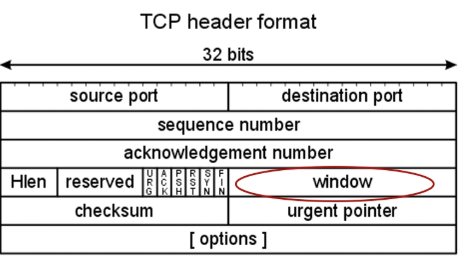 TCP header format
32 bits
source port destination port
sequence number
acknowledgement number
Hlen reserved URG ACK PSH RST SYN FIN window
checksum urgent pointer
[ options ]